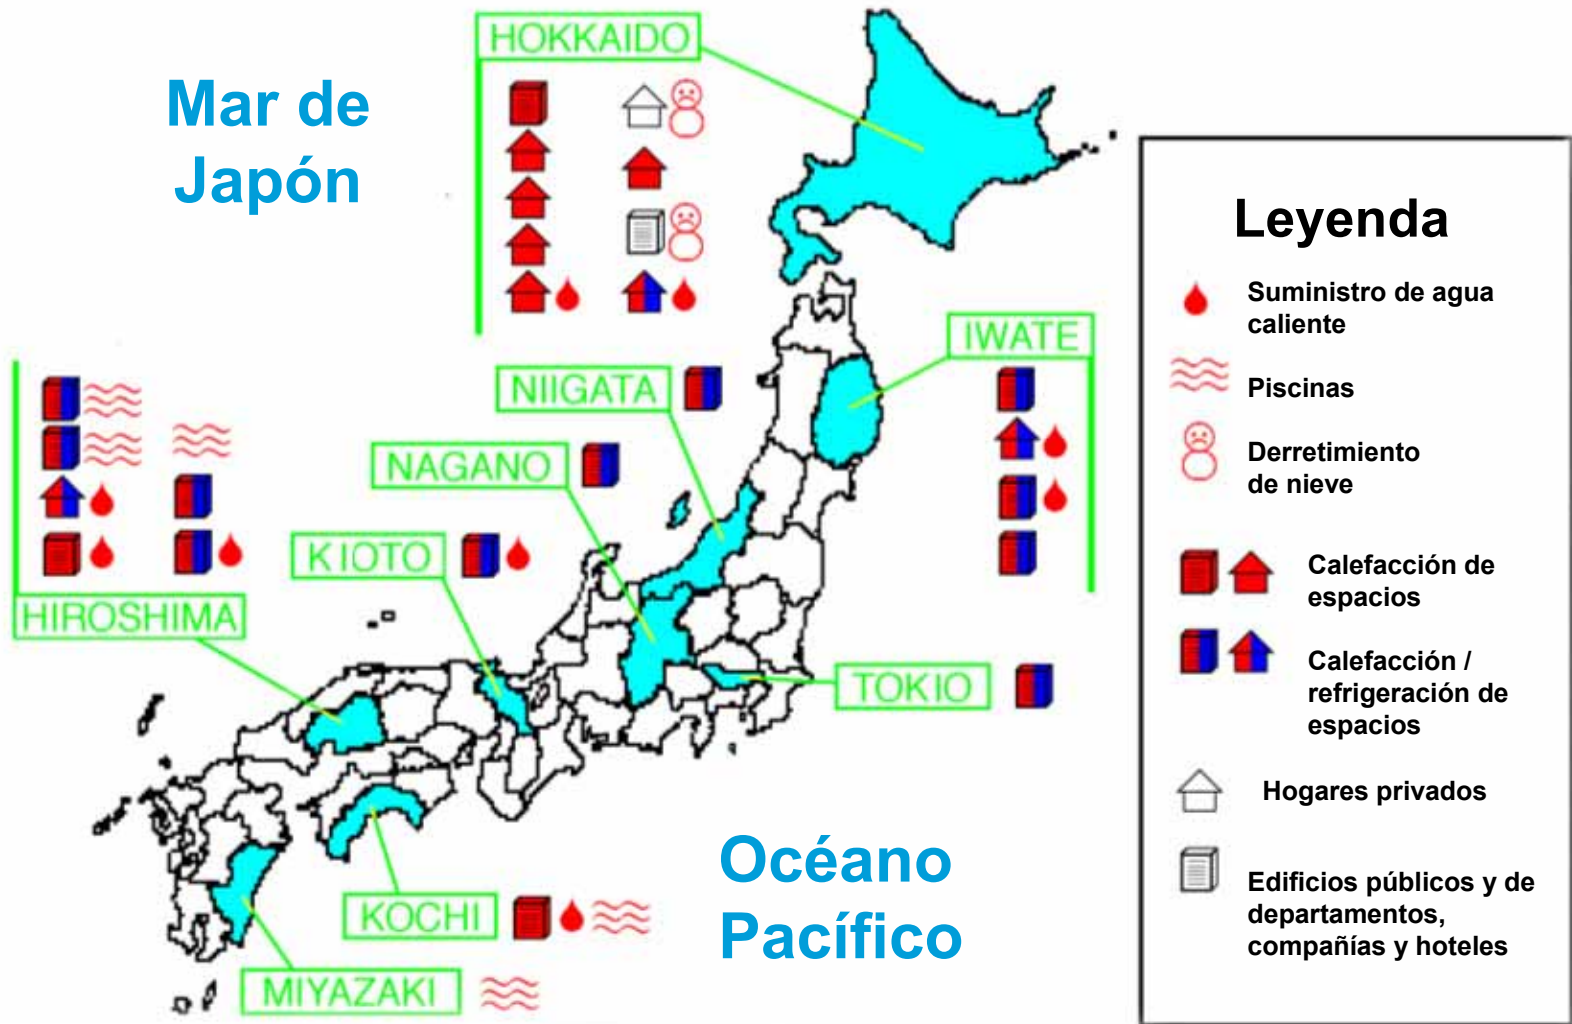 HOKKAIDO
Mar de
Japón
Leyenda
Suministro de agua
caliente
Piscinas
Derretimiento
de nieve
Calefacción de
espacios
Calefacción /
refrigeración de
espacios
Hogares privados
Edificios públicos y de
departamentos,
compañías y hoteles
IWATE
NIIGATA
NAGANO
KIOTO
HIROSHIMA
TOKIO
Océano
Pacífico
KOCHI
MIYAZAKI